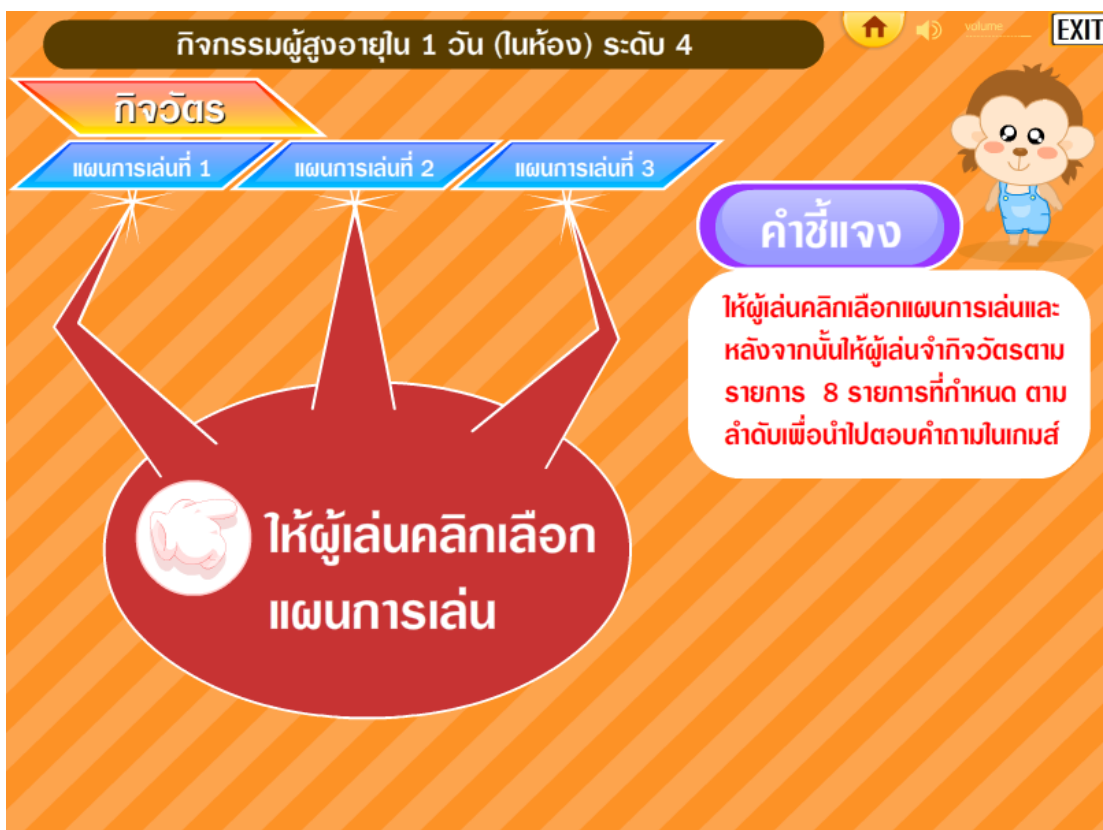 กิจกรรมผู้สูงอายุใน 1 วัน (ในห้อง) ระดับ 4
volume
EXIT
กิจวัตร
แผนการเล่นที่ 1
แผนการเล่นที่ 2
แผนการเล่นที่ 3
คำชี้แจง
ให้ผู้เล่นคลิกเลือกแผนการเล่นและ
หลังจากนั้นให้ผู้เล่นจำกิจวัตรตาม
รายการ 8 รายการที่กำหนด ตาม
ลำดับเพื่อนำไปตอบคำถามในเกมส์
ให้ผู้เล่นคลิกเลือก
แผนการเล่น